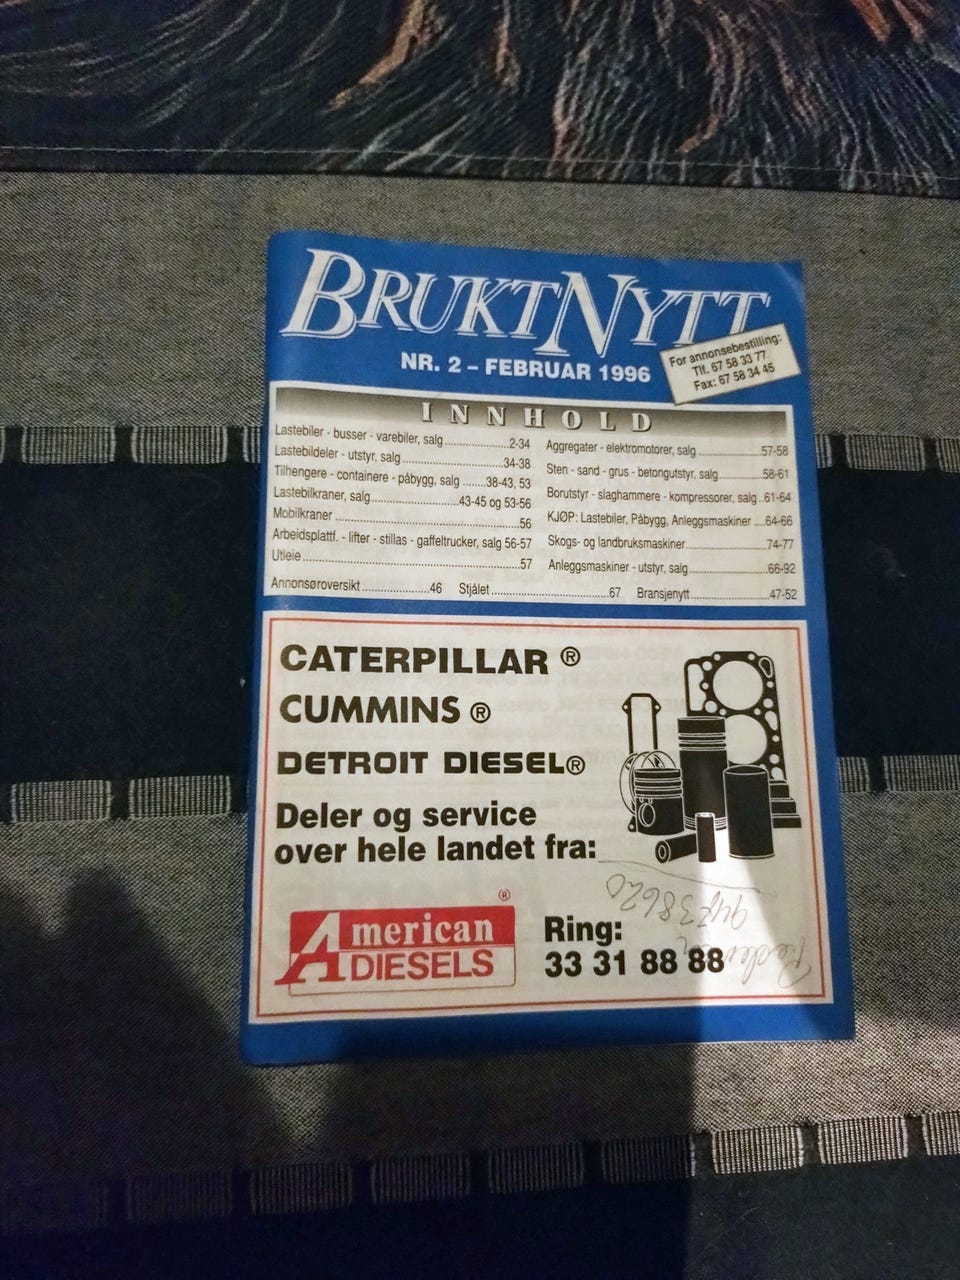 BRUKTNYTT
NR. 2 – FEBRUAR 1996
For annonsebestilling:
Tlf. 67 58 33 77
Fax: 67 58 34 45
INNHOLD
Lastebiler - busser - varebiler, salg.......................2-34
Lastebildeler - utstyr, salg....................................34-38
Tilhengere - containere - påbygg, salg ........38-43, 53
Lastebilkraner, salg...............................43-45 og 53-56
Mobilkraner ................................................................56
Arbeidsplattf. - lifter - stillas - gaffeltrucker, salg 56-57
Utleie...........................................................................57
Aggregater - elektromotorer, salg.......................57-58
Sten - sand - grus - betongutstyr, salg...............58-61
Borutstyr - slaghammere - kompressorer, salg..61-64
KJØP: Lastebiler, Påbygg, Anleggsmaskiner ....64-66
Skogs- og landbruksmaskiner............................74-77
Anleggsmaskiner - utstyr, salg...........................66-92
Annonsøroversikt.......................46 Stjålet.................................67 Bransjenytt............................47-52
CATERPILLAR ®
CUMMINS ®
DETROIT DIESEL®
Deler og service
over hele landet fra:
American ®
DIESELS
Ring:
33 31 88 88